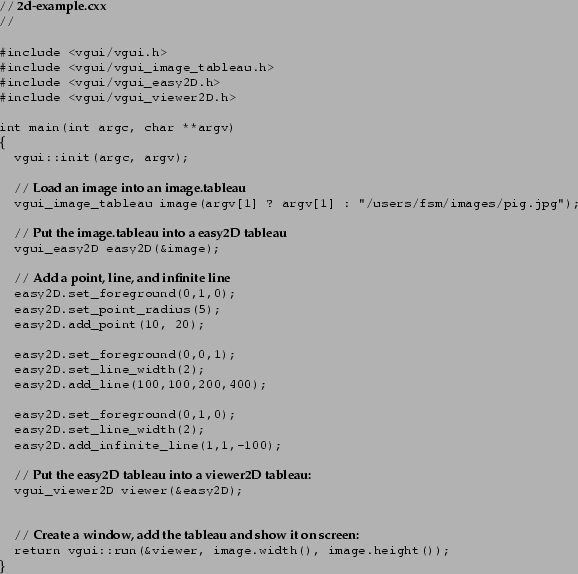 // 2d-example.cxx
//
#include <vgui/vgui.h>
#include <vgui/vgui_image_tableau.h>
#include <vgui/vgui_easy2D.h>
#include <vgui/vgui_viewer2D.h>
int main(int argc, char **argv)
{
  vgui::init(argc, argv);
  // Load an image into an image.tableau
  vgui_image_tableau image(argv[1] ? argv[1] : "/users/fsm/images/pig.jpg");
  // Put the image.tableau into a easy2D tableau
  vgui_easy2D easy2D(&image);
  // Add a point, line, and infinite line
  easy2D.set_foreground(0,1,0);
  easy2D.set_point_radius(5);
  easy2D.add_point(10, 20);
  easy2D.set_foreground(0,0,1);
  easy2D.set_line_width(2);
  easy2D.add_line(100,100,200,400);
  easy2D.set_foreground(0,1,0);
  easy2D.set_line_width(2);
  easy2D.add_infinite_line(1,1,-100);
  // Put the easy2D tableau into a viewer2D tableau:
  vgui_viewer2D viewer(&easy2D);
  // Create a window, add the tableau and show it on screen:
  return vgui::run(&viewer, image.width(), image.height());
}